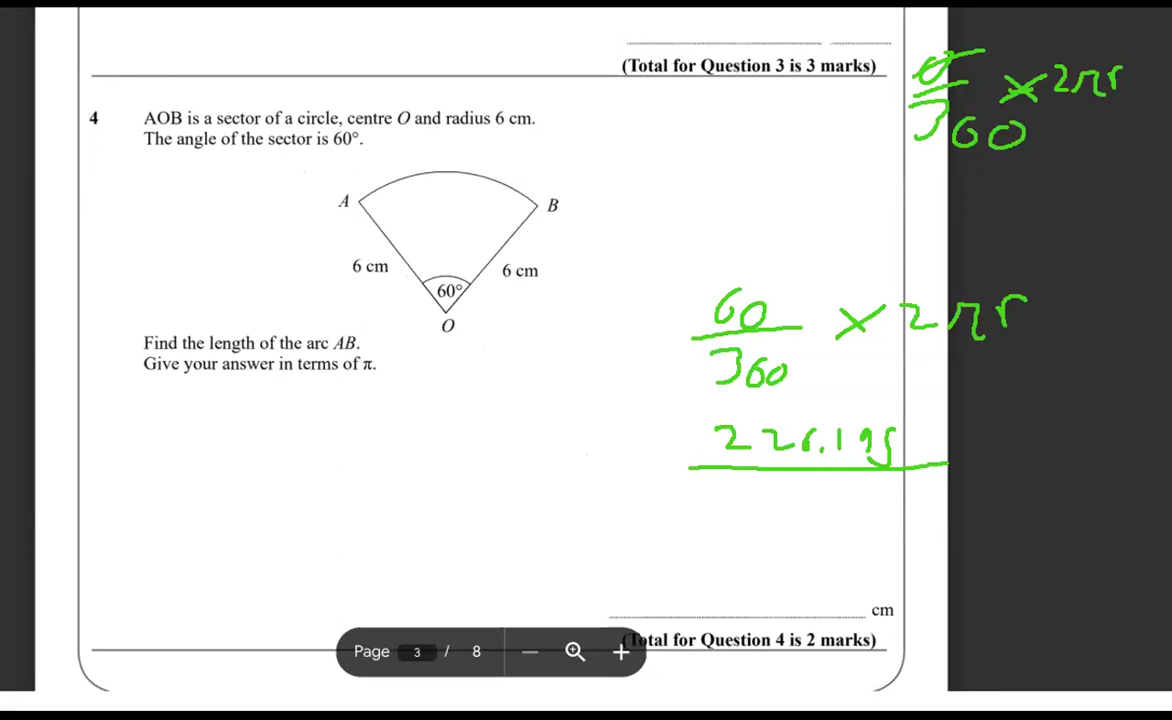 (Total for Question 3 is 3 marks)
θ/360 × 2πr
4 AOB is a sector of a circle, centre O and radius 6 cm.
The angle of the sector is 60°.
A
B
6 cm
6 cm
60°
O
60/360 × 2πr
Find the length of the arc AB.
Give your answer in terms of π.
226.195
cm
(Total for Question 4 is 2 marks)
Page 3 / 8